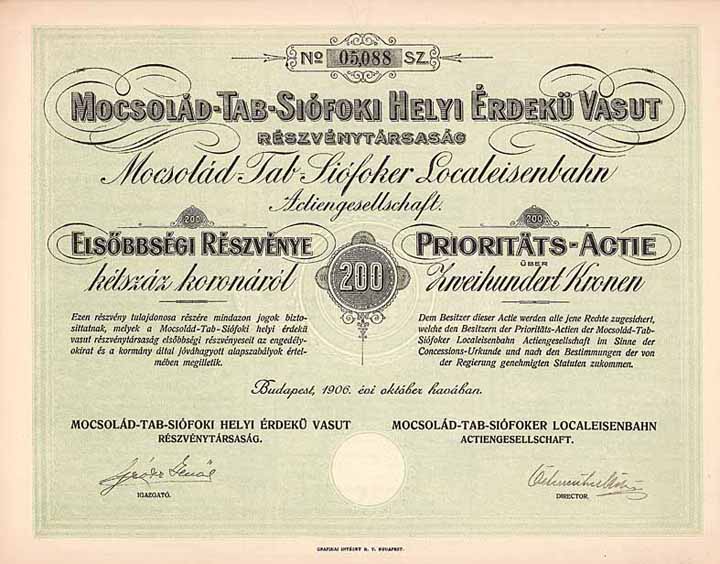 No 05,088 SZ.
MOCSOLÁD-TAB-SIÓFOKI HELYI ÉRDEKÜ VASUT
RÉSZVÉNYTÁRSASÁG
Mocsolád-Tab-Siófoker Localeisenbahn
Actiengesellschaft.
200
200
ELSŐBBSÉGI RÉSZVÉNYE
kétszáz koronáról
Ezen részvény tulajdonosa részére mindazon jogok bizto-
sittatnak, melyek a Mocsolád-Tab-Siófoki helyi érdekü
vasut részvénytársaság elsőbbségi részvényeseit az engedély-
okirat és a kormány által jóváhagyott alapszabályok értel-
mében megilletik.
200
PRIORITÄTS-ACTIE
ÜBER
Zweihundert Kronen
Dem Besitzer dieser Actie werden alle jene Rechte zugesichert,
welche den Besitzern der Prioritäts-Actien der Mocsolád-Tab-
Siófoker Localeisenbahn Actiengesellschaft im Sinne der
Concessions-Urkunde und nach den Bestimmungen der von
der Regierung genehmigten Statuten zukommen.
Budapest, 1906. évi október havában.
MOCSOLÁD-TAB-SIÓFOKI HELYI ÉRDEKÜ VASUT
RÉSZVÉNYTÁRSASÁG.
IGAZGATÓ.
MOCSOLÁD-TAB-SIÓFOKER LOCALEISENBAHN
ACTIENGESELLSCHAFT.
DIRECTOR.
GRAFIKAI INTÉZET R. T. BUDAPEST.